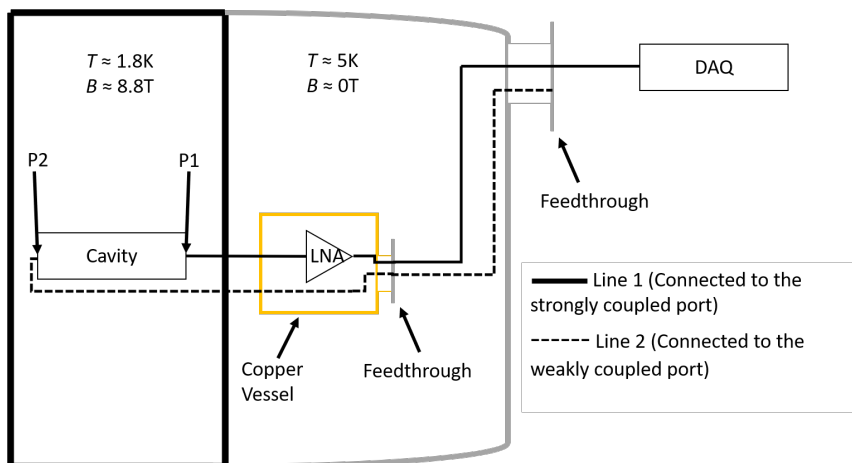 T ≈ 1.8K
B ≈ 8.8T
T ≈ 5K
B ≈ 0T
DAQ
P2
P1
Feedthrough
Cavity
LNA
Line 1 (Connected to the
strongly coupled port)
Line 2 (Connected to the
weakly coupled port)
Copper
Vessel
Feedthrough